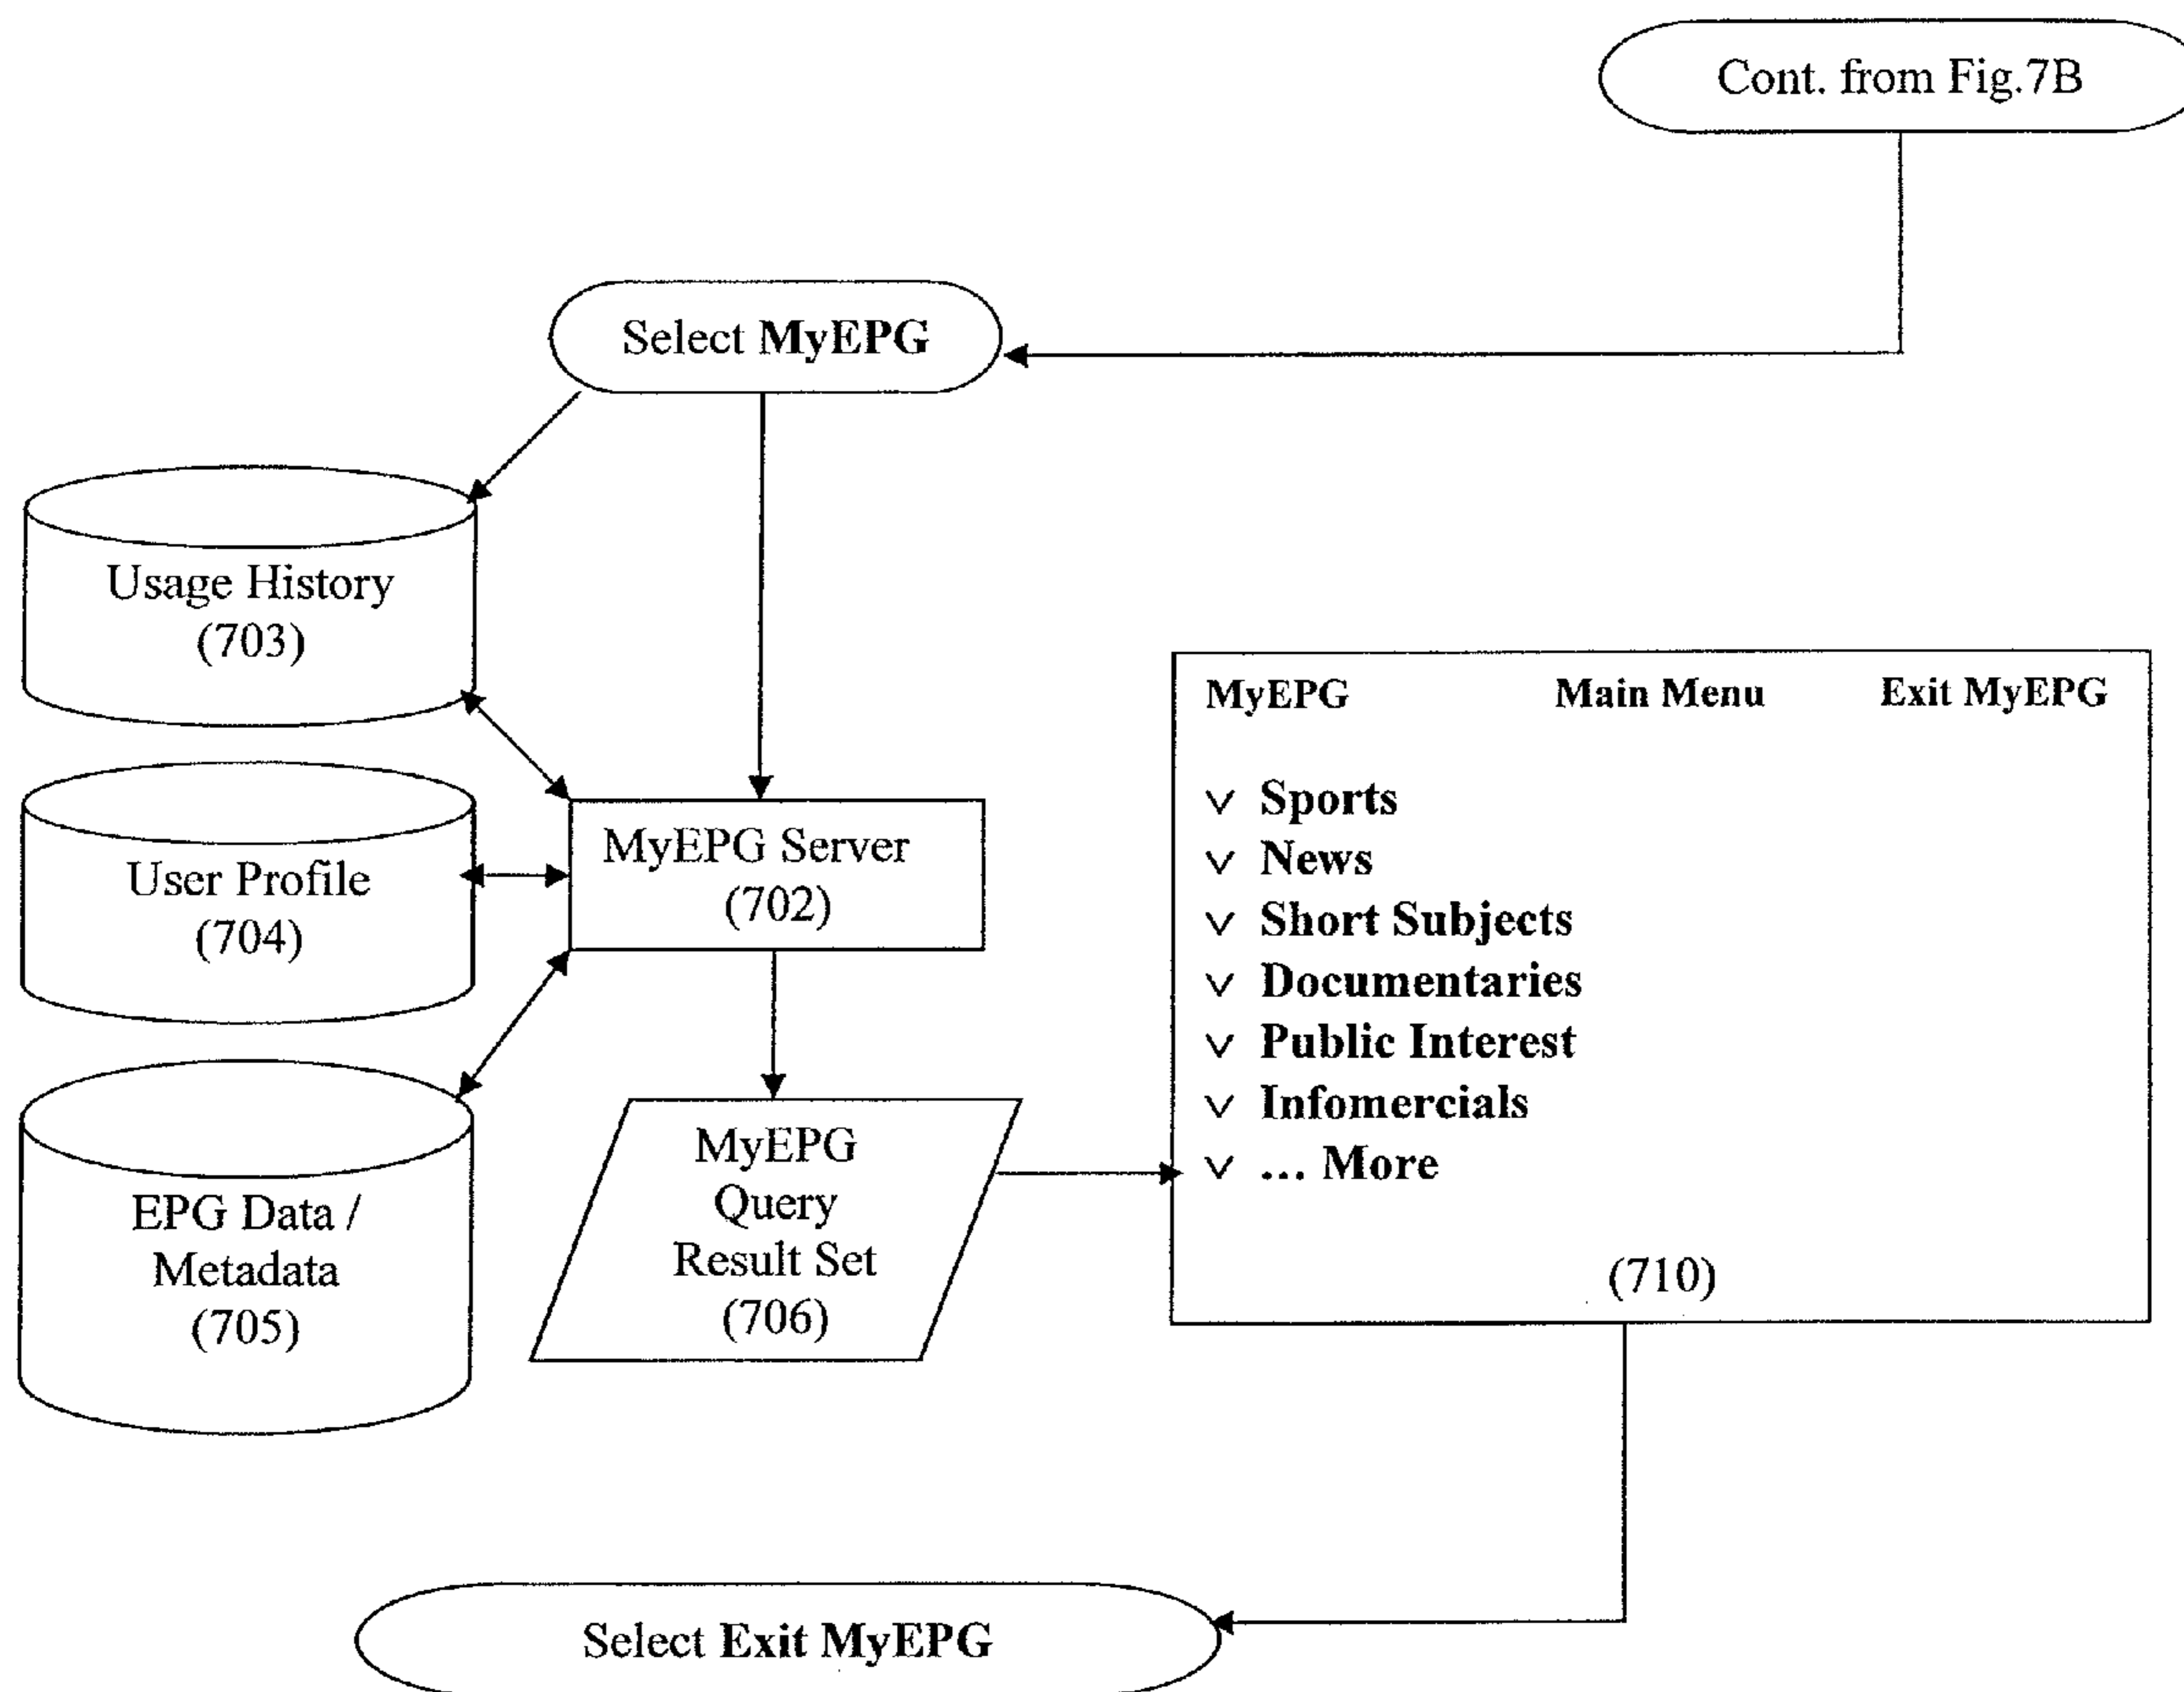 Cont. from Fig.7B
Select MyEPG
Usage History
(703)
User Profile
(704)
EPG Data /
Metadata
(705)
MyEPG Server
(702)
MyEPG
Query
Result Set
(706)
MyEPG Main Menu Exit MyEPG
v Sports
v News
v Short Subjects
v Documentaries
v Public Interest
v Infomercials
v ... More
(710)
Select Exit MyEPG